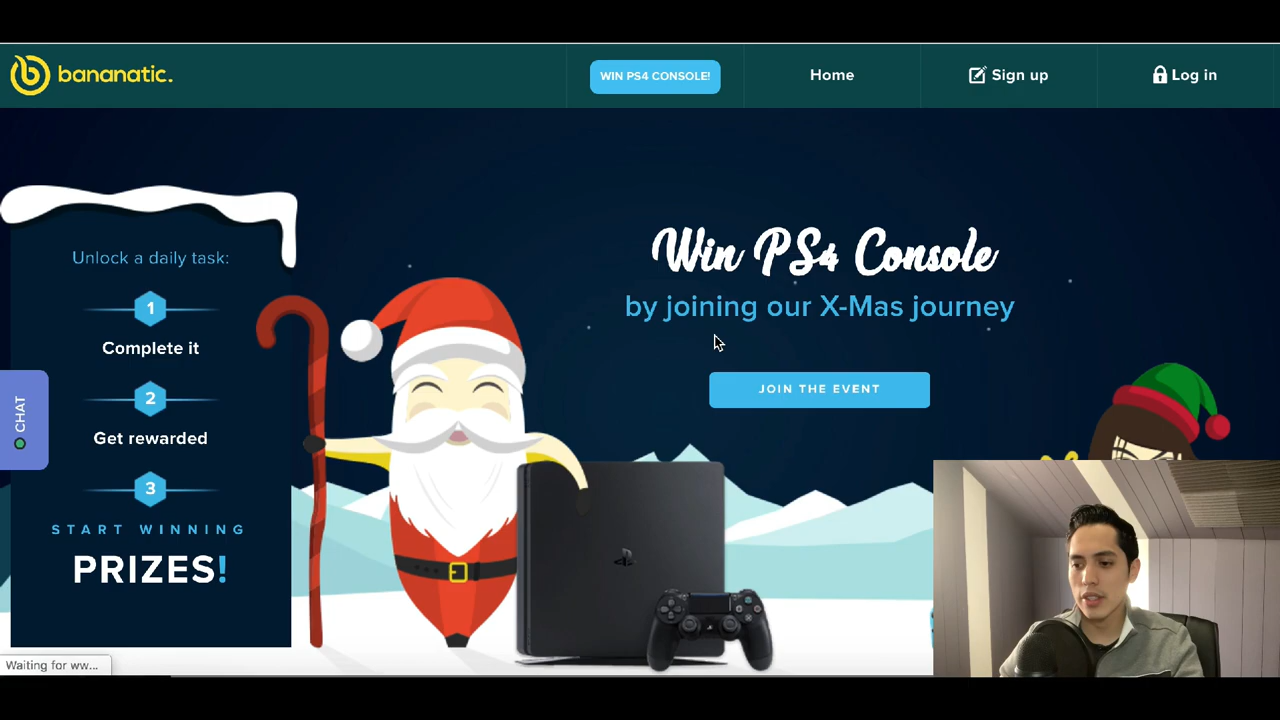 bananatic.
WIN PS4 CONSOLE!
Home
Sign up
Log in
Unlock a daily task:
1
Complete it
2
Get rewarded
3
START WINNING
PRIZES!
Win PS4 Console
by joining our X-Mas journey
JOIN THE EVENT
CHAT
Waiting for ww...